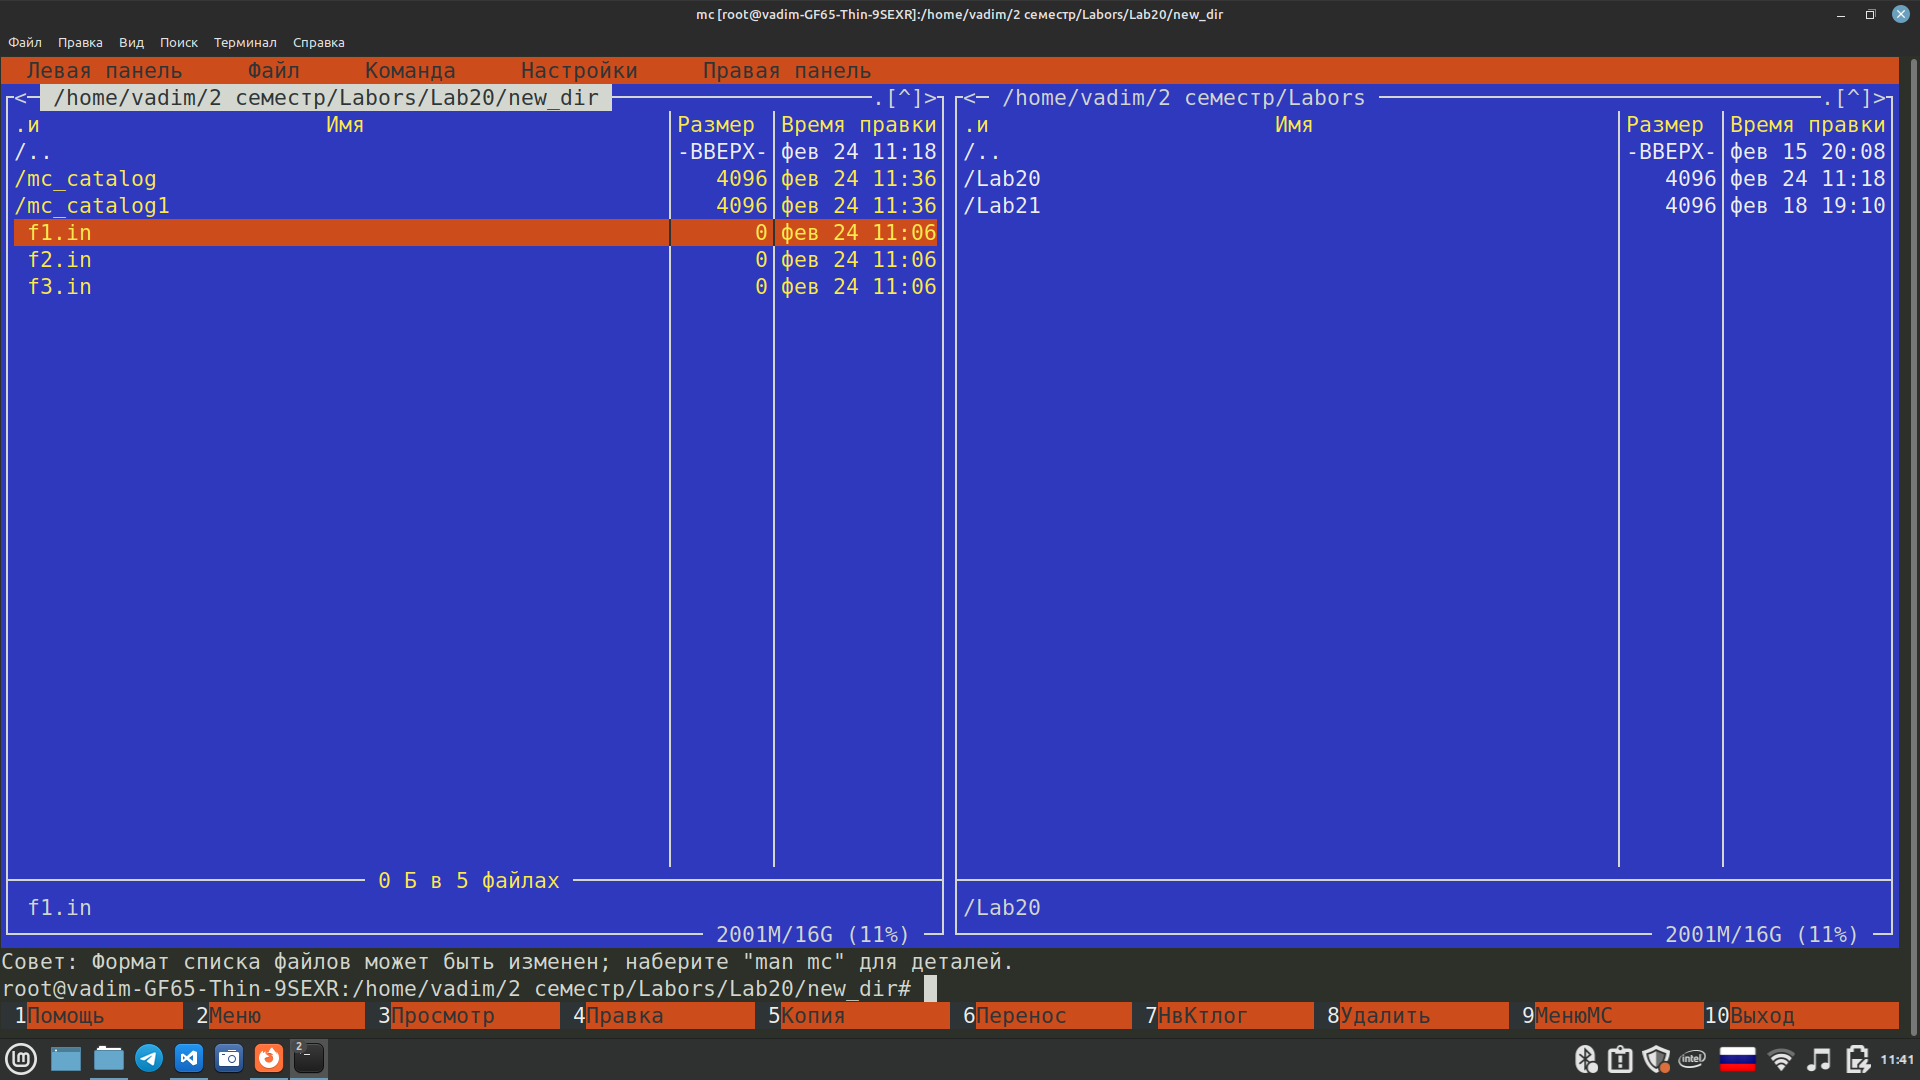 mc [root@vadim-GF65-Thin-9SEXR]:/home/vadim/2 семестр/Labors/Lab20/new_dir
Файл Правка Вид Поиск Терминал Справка
Левая панель Файл Команда Настройки Правая панель
<─ /home/vadim/2 семестр/Labors/Lab20/new_dir ─.[^]>
.и Имя Размер Время правки
/.. -ВВЕРХ- фев 24 11:18
/mc_catalog 4096 фев 24 11:36
/mc_catalog1 4096 фев 24 11:36
f1.in 0 фев 24 11:06
f2.in 0 фев 24 11:06
f3.in 0 фев 24 11:06
0 Б в 5 файлах
f1.in
2001M/16G (11%)
<─ /home/vadim/2 семестр/Labors ─.[^]>
.и Имя Размер Время правки
/.. -ВВЕРХ- фев 15 20:08
/Lab20 4096 фев 24 11:18
/Lab21 4096 фев 18 19:10
/Lab20
2001M/16G (11%)
Совет: Формат списка файлов может быть изменен; наберите "man mc" для деталей.
root@vadim-GF65-Thin-9SEXR:/home/vadim/2 семестр/Labors/Lab20/new_dir#
1Помощь 2Меню 3Просмотр 4Правка 5Копия 6Перенос 7НвКтлог 8Удалить 9МенюМС 10Выход
2
intel
11:41